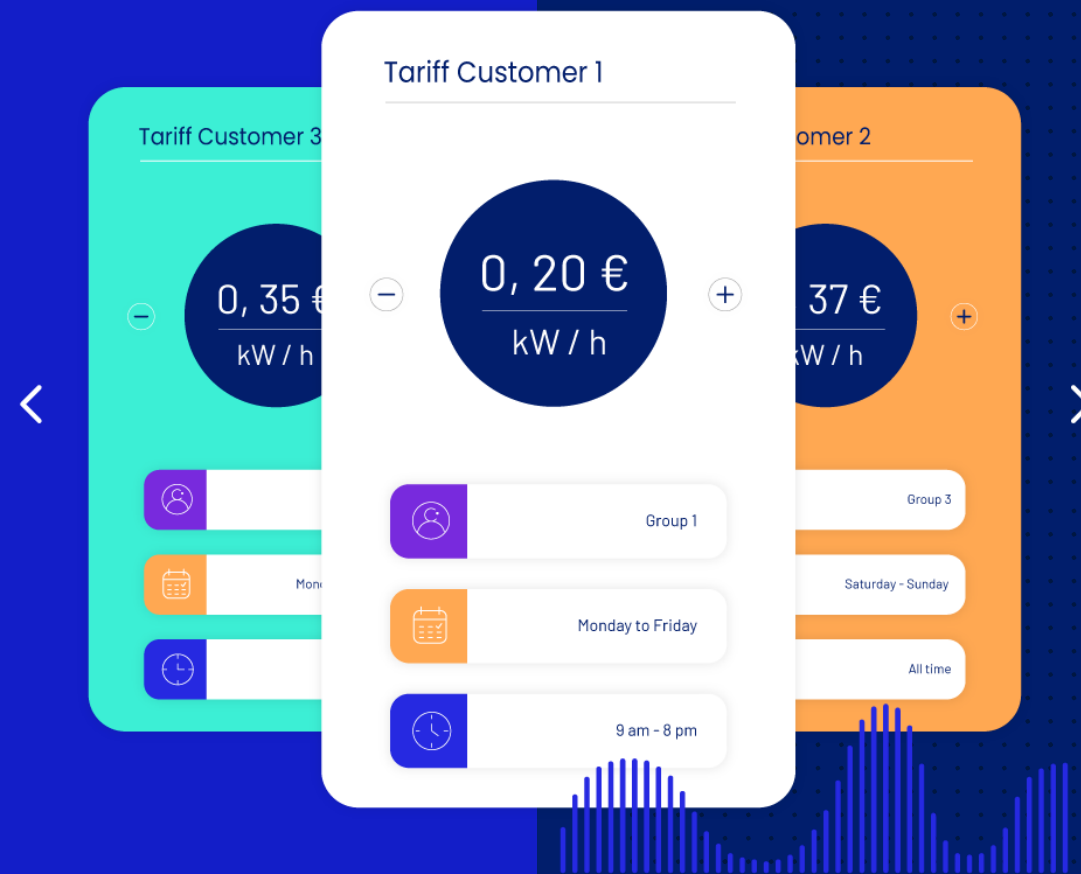 Tariff Customer 1
0, 20 €
kW / h
Group 1
Monday to Friday
9 am - 8 pm
Tariff Customer 3
0, 35 €
kW / h
omer 2
37 €
kW / h
Group 3
Saturday - Sunday
All time